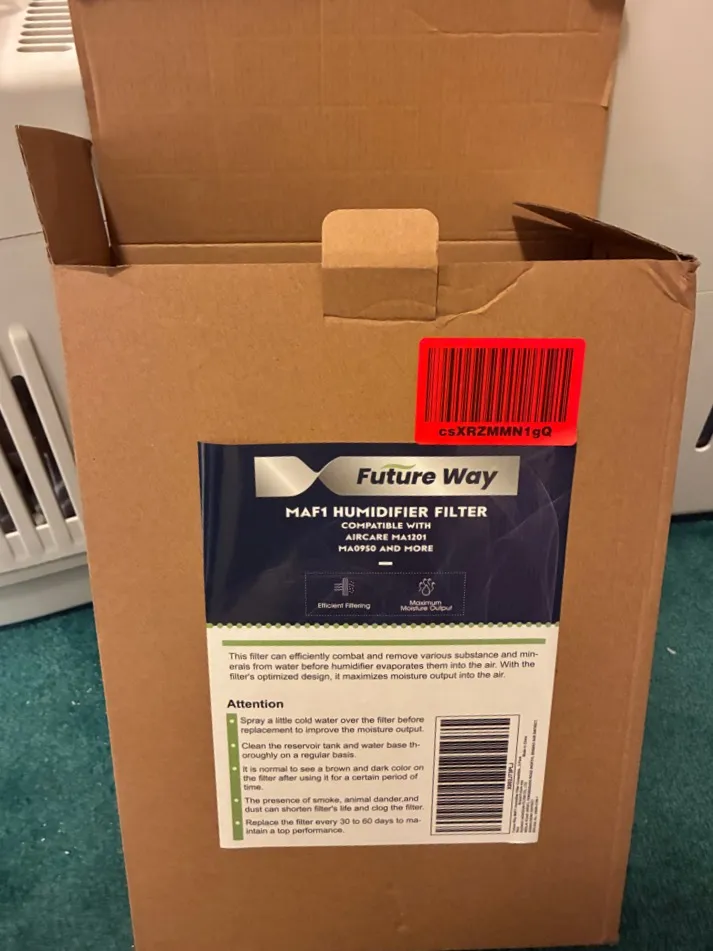 csXRZMMN1gQ
Future Way
MAF1 HUMIDIFIER FILTER
COMPATIBLE WITH
AIRCARE MA1201
MA0950 AND MORE
Efficient Filtering
Maximum
Moisture Output
This filter can efficiently combat and remove various substance and min-
erals from water before humidifier evaporates them into the air. With the
filter's optimized design, it maximizes moisture output into the air.
Attention
Spray a little cold water over the filter before
replacement to improve the moisture output.
Clean the reservoir tank and water base th-
oroughly on a regular basis.
It is normal to see a brown and dark color on
the filter after using it for a certain period of
time.
The presence of smoke, animal dander,and
dust can shorten filter's life and clog the filter.
Replace the filter every 30 to 60 days to ma-
intain a top performance.